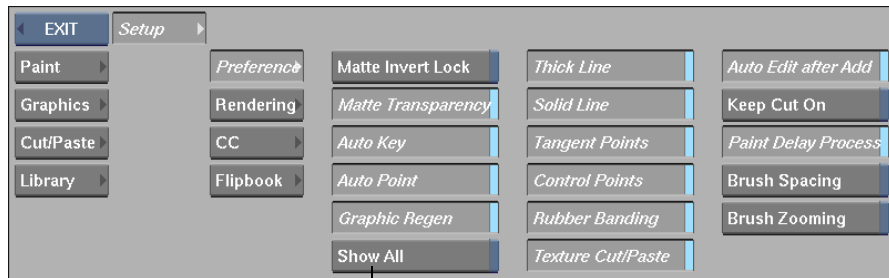 EXIT Setup
Paint Preference Matte Invert Lock Thick Line Auto Edit after Add
Graphics Rendering Matte Transparency Solid Line Keep Cut On
Cut/Paste CC Auto Key Tangent Points Paint Delay Process
Library Flipbook Auto Point Control Points Brush Spacing
Graphic Regen Rubber Banding Brush Zooming
Show All Texture Cut/Paste